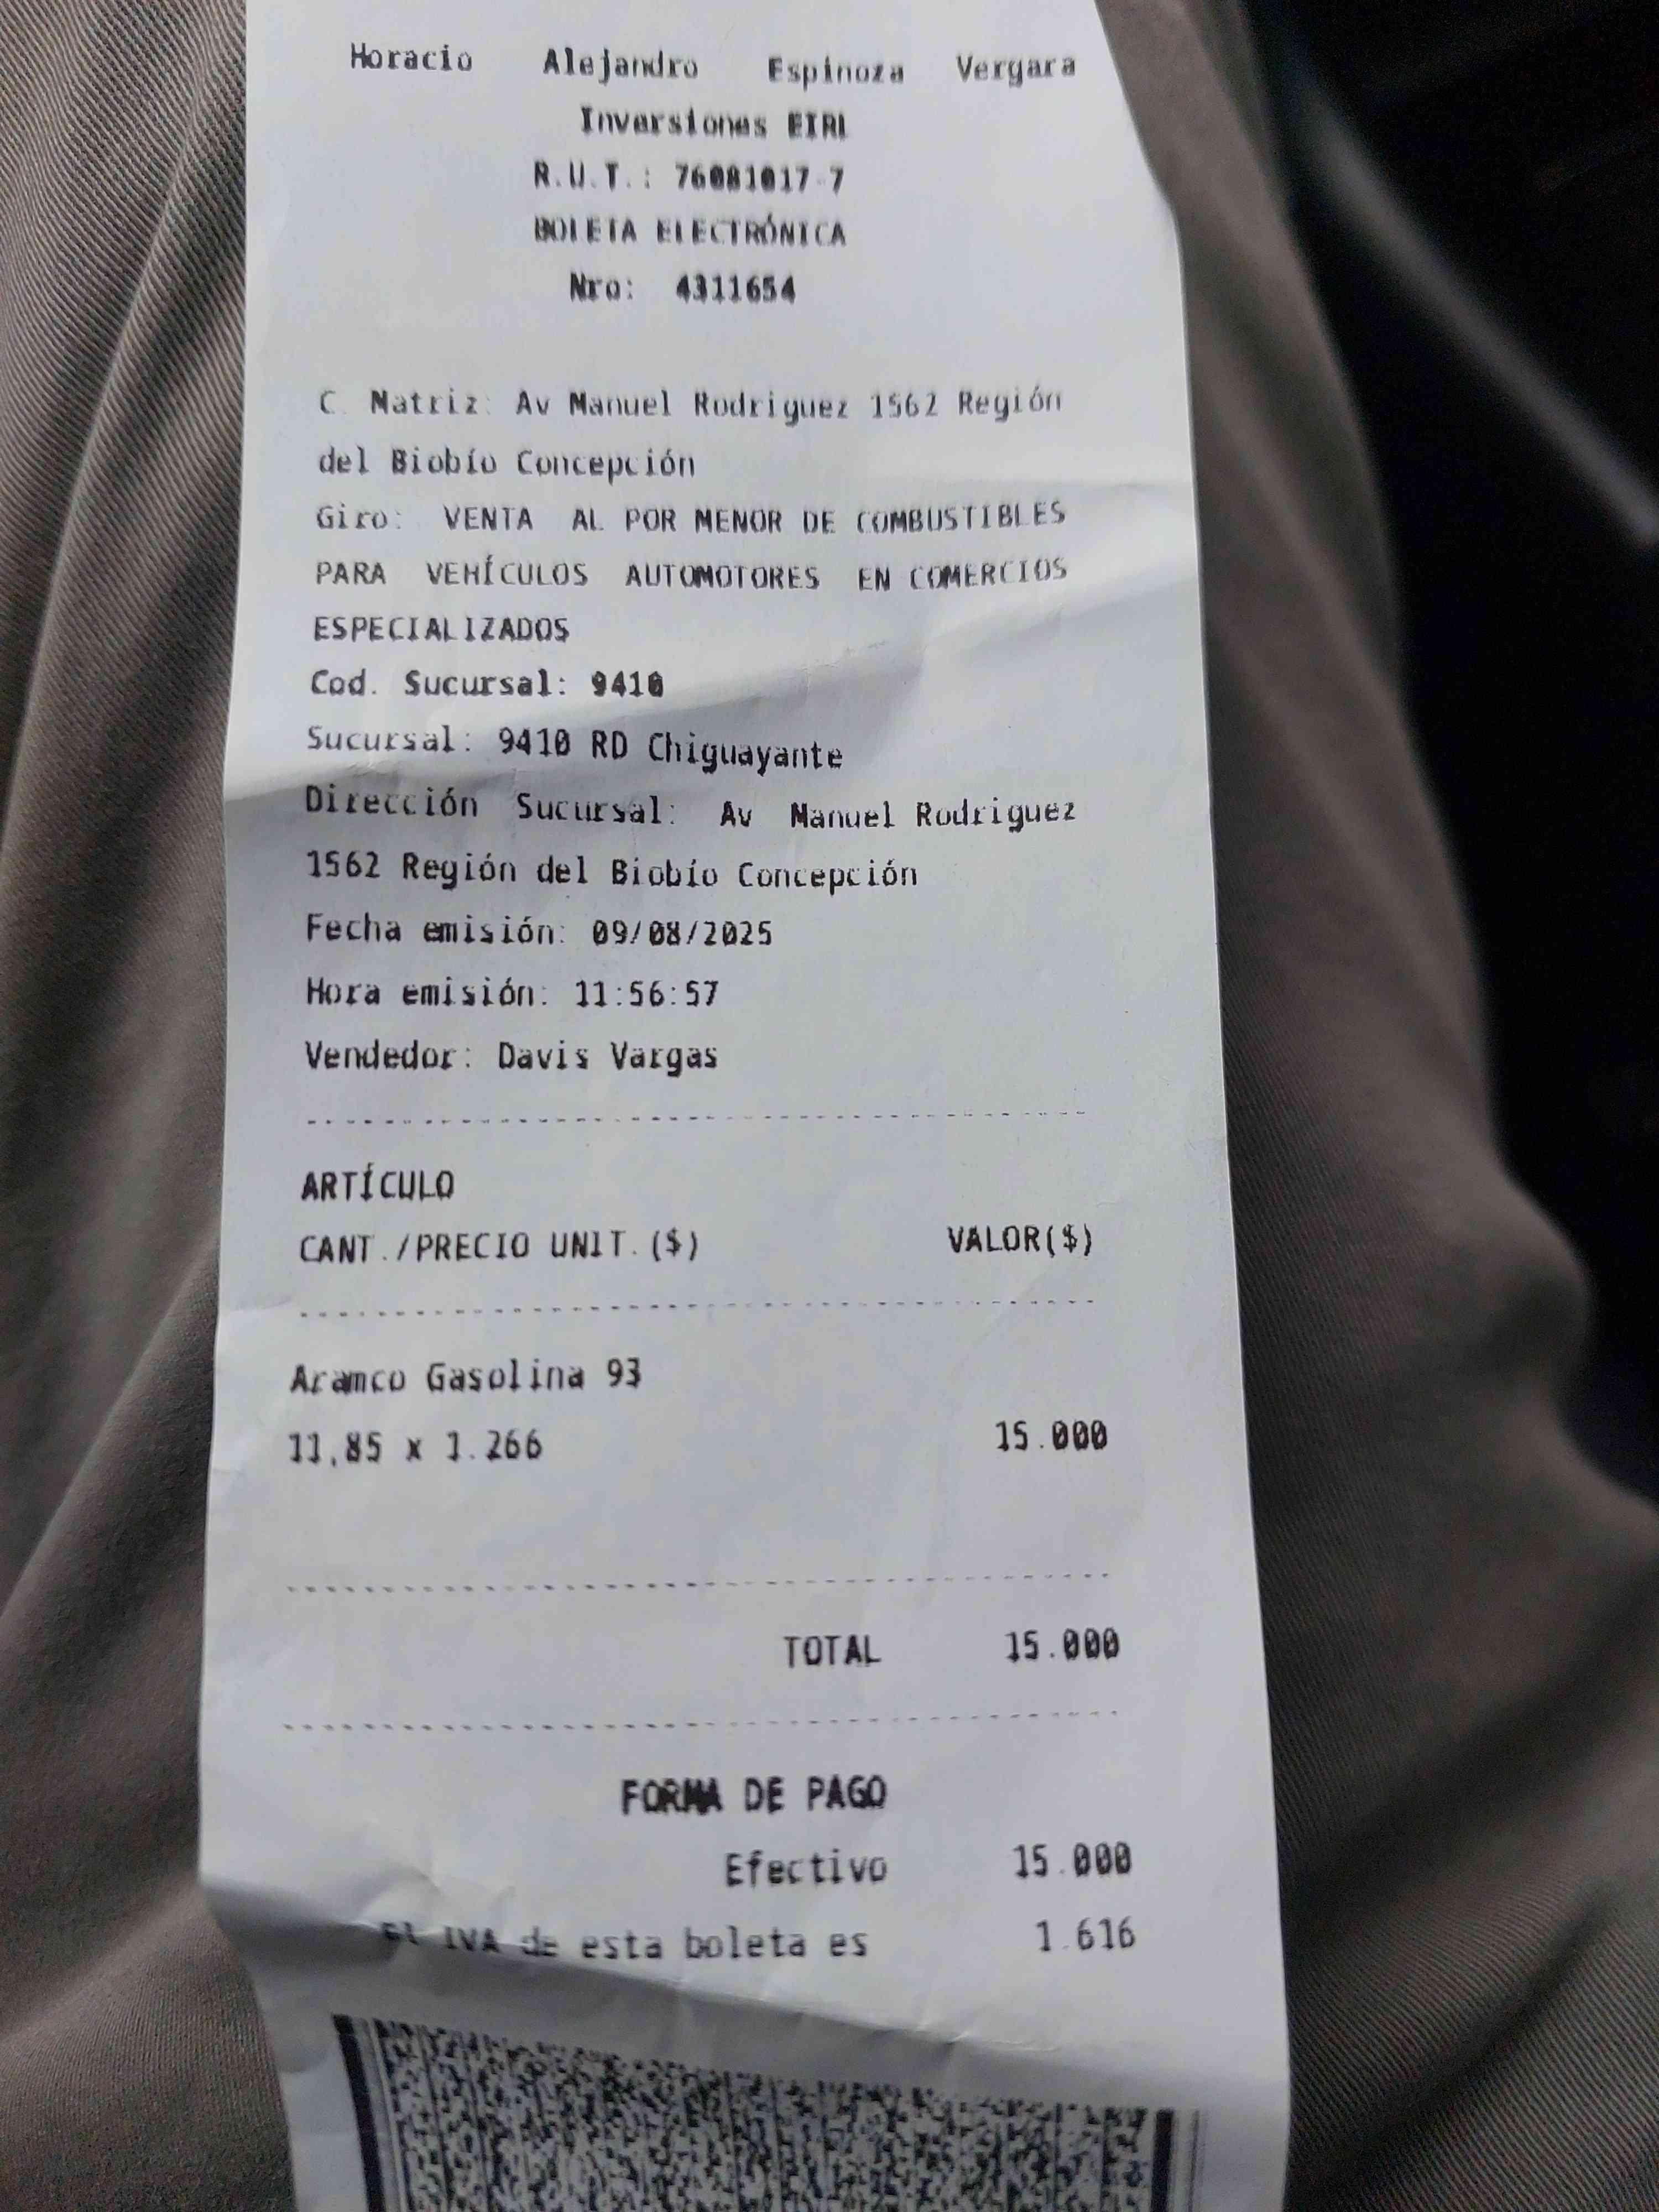 Horacio Alejandro Espinoza Vergara
Inversiones EIRL
R.U.T.: 76081017-7
BOLETA ELECTRÓNICA
Nro: 4311654
C. Matriz: Av Manuel Rodriguez 1562 Región
del Biobío Concepción
Giro: VENTA AL POR MENOR DE COMBUSTIBLES
PARA VEHÍCULOS AUTOMOTORES EN COMERCIOS
ESPECIALIZADOS
Cod. Sucursal: 9410
Sucursal: 9410 RD Chiguayante
Dirección Sucursal: Av Manuel Rodriguez
1562 Región del Biobío Concepción
Fecha emisión: 09/08/2025
Hora emisión: 11:56:57
Vendedor: Davis Vargas
ARTÍCULO
CANT./PRECIO UNIT.($) VALOR($)
Aramco Gasolina 93
11,85 x 1.266 15.000
TOTAL 15.000
FORMA DE PAGO
Efectivo 15.000
El IVA de esta boleta es 1.616